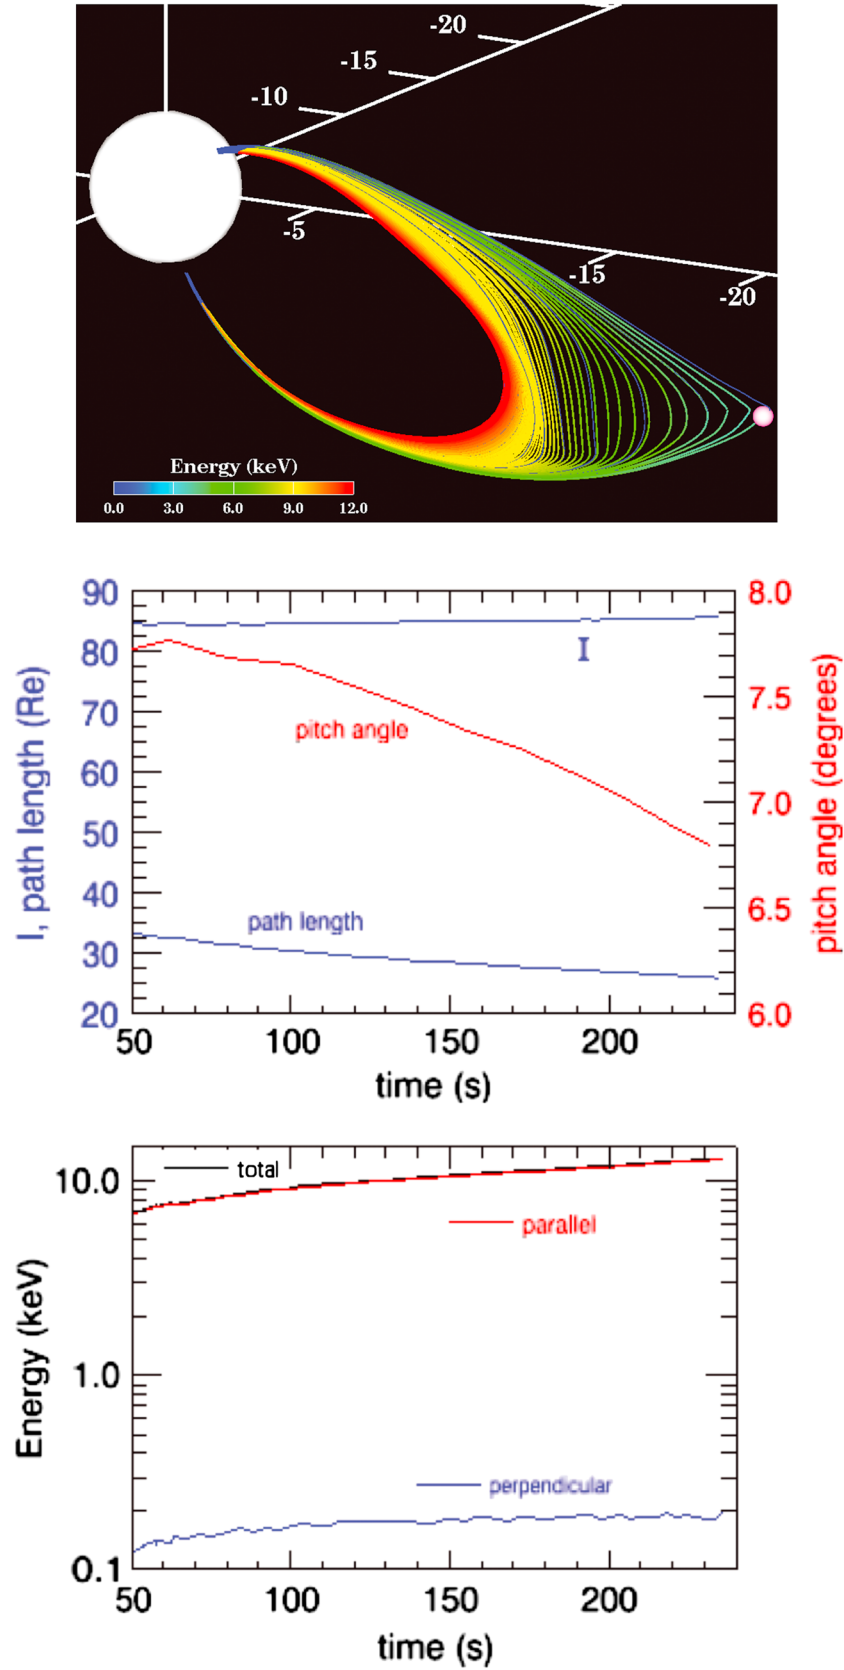 -20
-15
-10
-5
-15
-20
Energy (keV)
0.0 3.0 6.0 9.0 12.0
90 8.0
80
I
7.5
70
pitch angle
60
7.0
50
40
6.5
path length
30
20 6.0
I, path length (Re)
pitch angle (degrees)
50 100 150 200
time (s)
total
10.0
parallel
Energy (keV)
1.0
perpendicular
0.1
50 100 150 200
time (s)